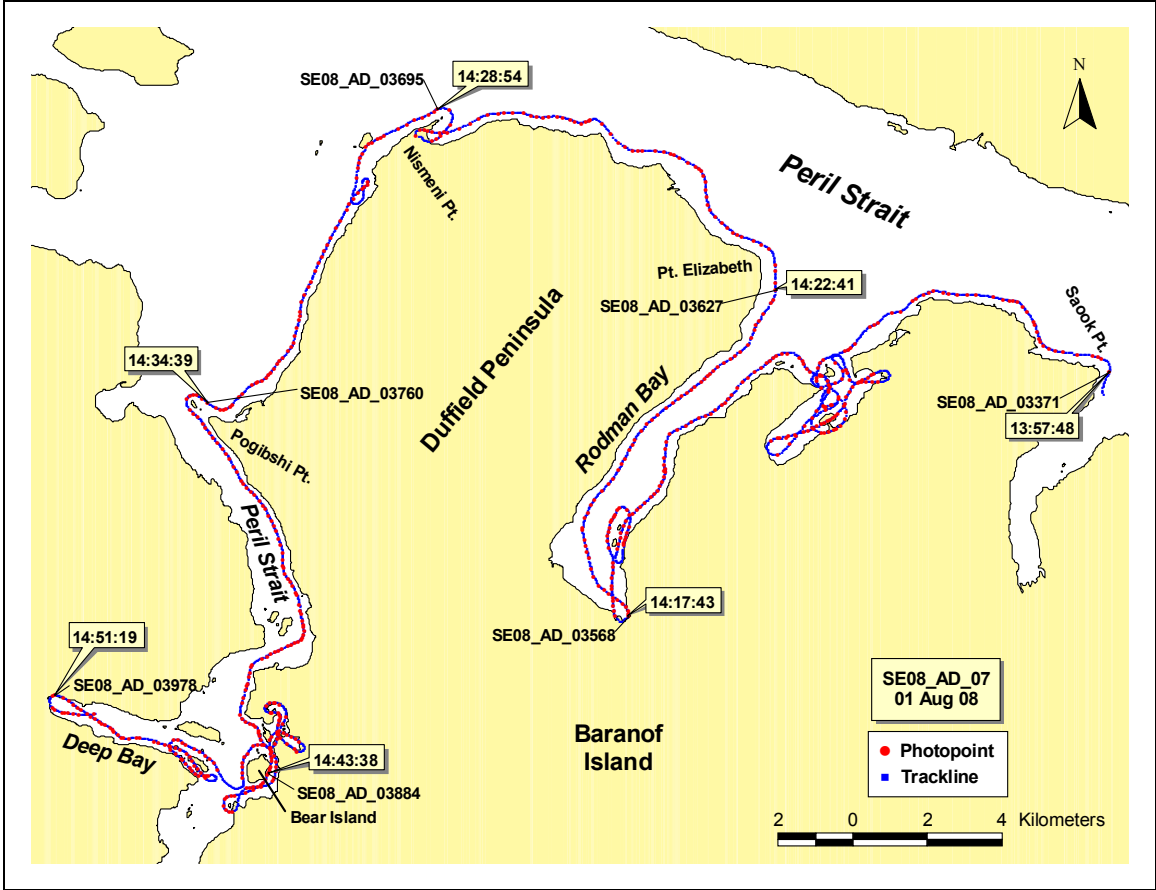 SE08_AD_03695
14:28:54
N
Nismeni Pt.
Peril Strait
Pt. Elizabeth
14:22:41
SE08_AD_03627
Saook Pt.
Duffield Peninsula
14:34:39
SE08_AD_03760
Rodman Bay
SE08_AD_03371
13:57:48
Pogibshi Pt.
Peril Strait
14:17:43
SE08_AD_03568
14:51:19
SE08_AD_03978
SE08_AD_07
01 Aug 08
Baranof
Island
Deep Bay
14:43:38
SE08_AD_03884
Bear Island
Photopoint
Trackline
2 0 2 4 Kilometers